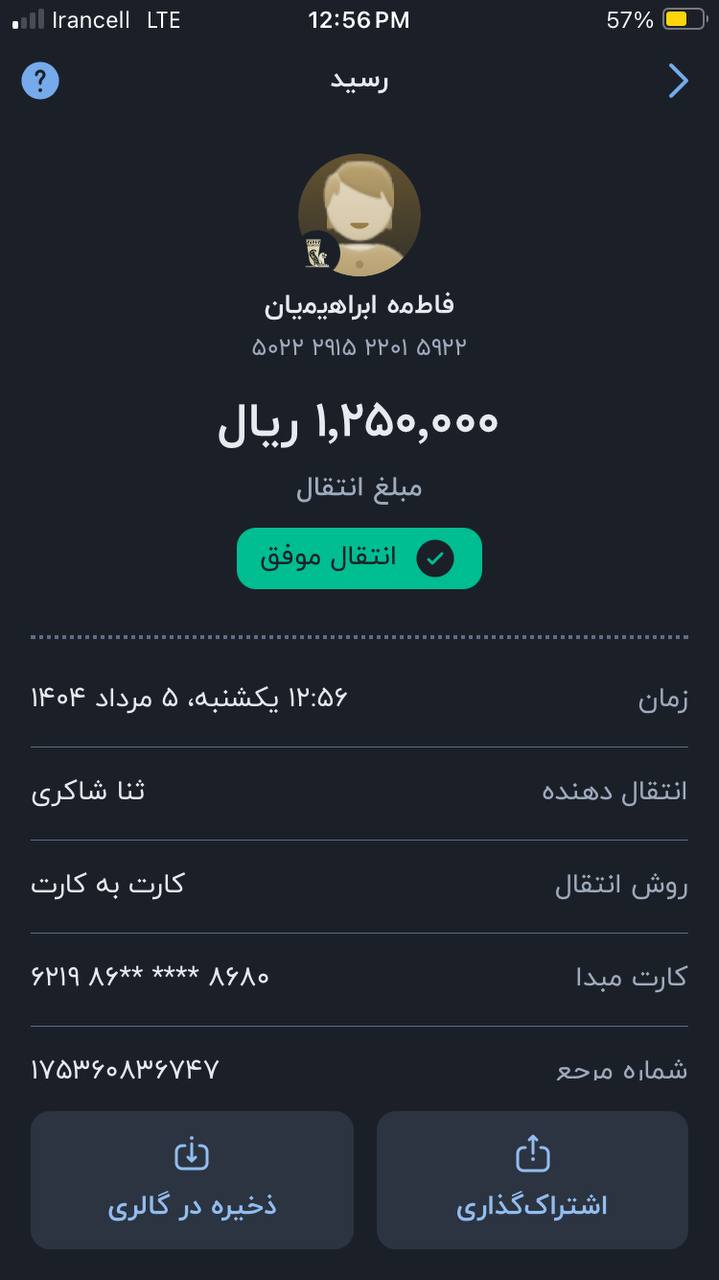 Irancell LTE 12:56 PM 57%
رسید
?
فاطمه ابراهیمیان
۵۰۲۲ ۲۹۱۵ ۲۲۰۱ ۵۹۲۲
۱,۲۵۰,۰۰۰ ریال
مبلغ انتقال
انتقال موفق
زمان ۱۲:۵۶ یکشنبه، ۵ مرداد ۱۴۰۴
انتقال دهنده ثنا شاکری
روش انتقال کارت به کارت
کارت مبدا ۶۲۱۹ ۸۶** **** ۸۶۸۰
شماره مرجع ۱۷۵۳۶۰۸۳۶۷۴۷
اشتراک‌گذاری ذخیره در گالری